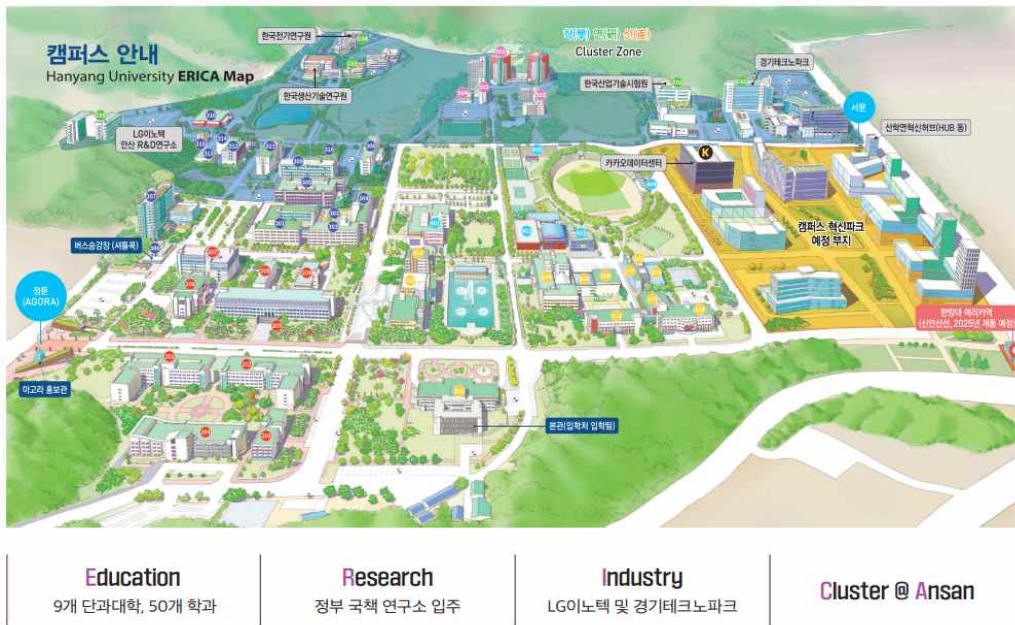 캠퍼스 안내
Hanyang University ERICA Map
한국전기연구원
한국생산기술연구원
학(學) 연(硏) 산(産)
Cluster Zone
한국산업기술시험원
경기테크노파크
서문
산학연혁신허브(HUB 동)
LG이노텍
안산 R&D연구소
카카오데이터센터
K
캠퍼스 혁신파크
예정 부지
버스승강장 (셔틀콕)
정문
(AGORA)
아고라 홍보관
한양대 에리카역
(신안산선, 2025년 개통 예정)
본관(입학처 입학팀)
Education
9개 단과대학, 50개 학과
Research
정부 국책 연구소 입주
Industry
LG이노텍 및 경기테크노파크
Cluster @ Ansan